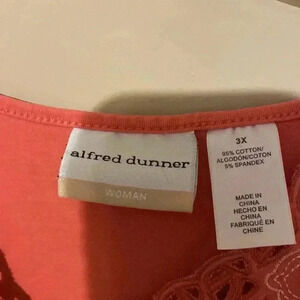 alfred dunner
WOMAN
3X
95% COTTON/
ALGODÓN/COTON
5% SPANDEX
MADE IN
CHINA
HECHO EN
CHINA
FABRIQUÉ EN
CHINE